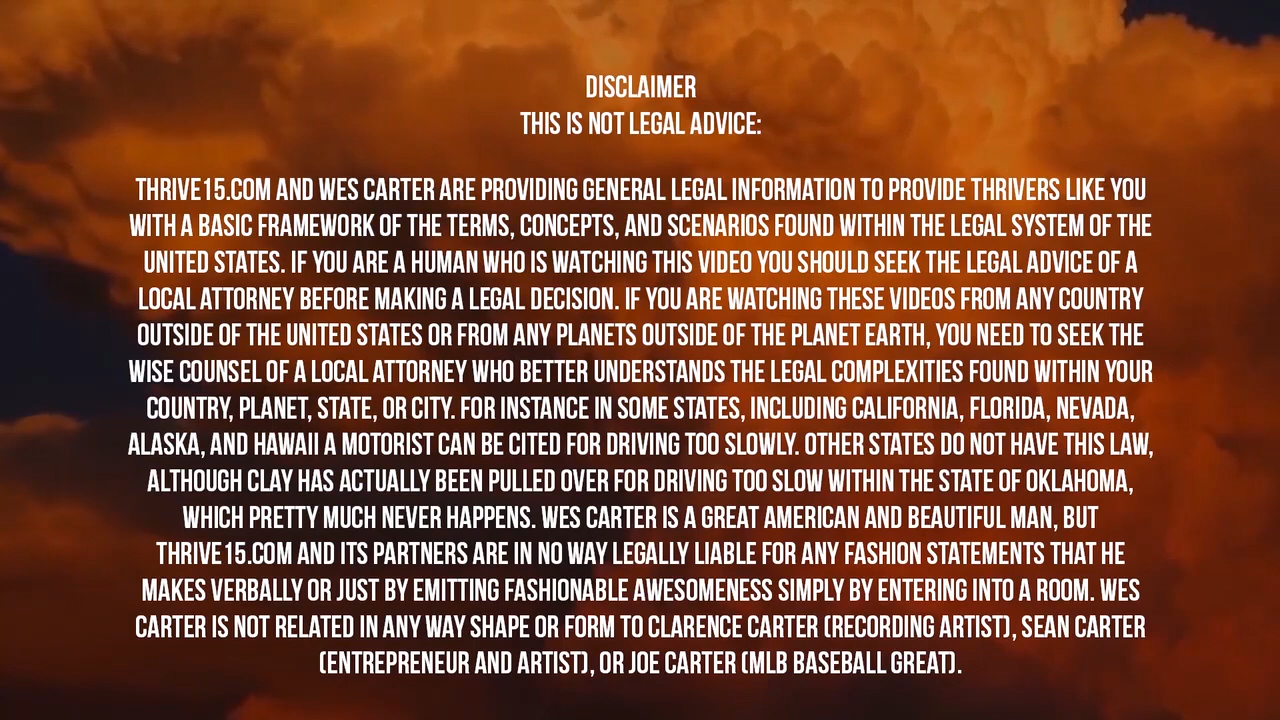 DISCLAIMER
THIS IS NOT LEGAL ADVICE:
THRIVE15.COM AND WES CARTER ARE PROVIDING GENERAL LEGAL INFORMATION TO PROVIDE THRIVERS LIKE YOU
WITH A BASIC FRAMEWORK OF THE TERMS, CONCEPTS, AND SCENARIOS FOUND WITHIN THE LEGAL SYSTEM OF THE
UNITED STATES. IF YOU ARE A HUMAN WHO IS WATCHING THIS VIDEO YOU SHOULD SEEK THE LEGAL ADVICE OF A
LOCAL ATTORNEY BEFORE MAKING A LEGAL DECISION. IF YOU ARE WATCHING THESE VIDEOS FROM ANY COUNTRY
OUTSIDE OF THE UNITED STATES OR FROM ANY PLANETS OUTSIDE OF THE PLANET EARTH, YOU NEED TO SEEK THE
WISE COUNSEL OF A LOCAL ATTORNEY WHO BETTER UNDERSTANDS THE LEGAL COMPLEXITIES FOUND WITHIN YOUR
COUNTRY, PLANET, STATE, OR CITY. FOR INSTANCE IN SOME STATES, INCLUDING CALIFORNIA, FLORIDA, NEVADA,
ALASKA, AND HAWAII A MOTORIST CAN BE CITED FOR DRIVING TOO SLOWLY. OTHER STATES DO NOT HAVE THIS LAW,
ALTHOUGH CLAY HAS ACTUALLY BEEN PULLED OVER FOR DRIVING TOO SLOW WITHIN THE STATE OF OKLAHOMA,
WHICH PRETTY MUCH NEVER HAPPENS. WES CARTER IS A GREAT AMERICAN AND BEAUTIFUL MAN, BUT
THRIVE15.COM AND ITS PARTNERS ARE IN NO WAY LEGALLY LIABLE FOR ANY FASHION STATEMENTS THAT HE
MAKES VERBALLY OR JUST BY EMITTING FASHIONABLE AWESOMENESS SIMPLY BY ENTERING INTO A ROOM. WES
CARTER IS NOT RELATED IN ANY WAY SHAPE OR FORM TO CLARENCE CARTER (RECORDING ARTIST), SEAN CARTER
(ENTREPRENEUR AND ARTIST), OR JOE CARTER (MLB BASEBALL GREAT).